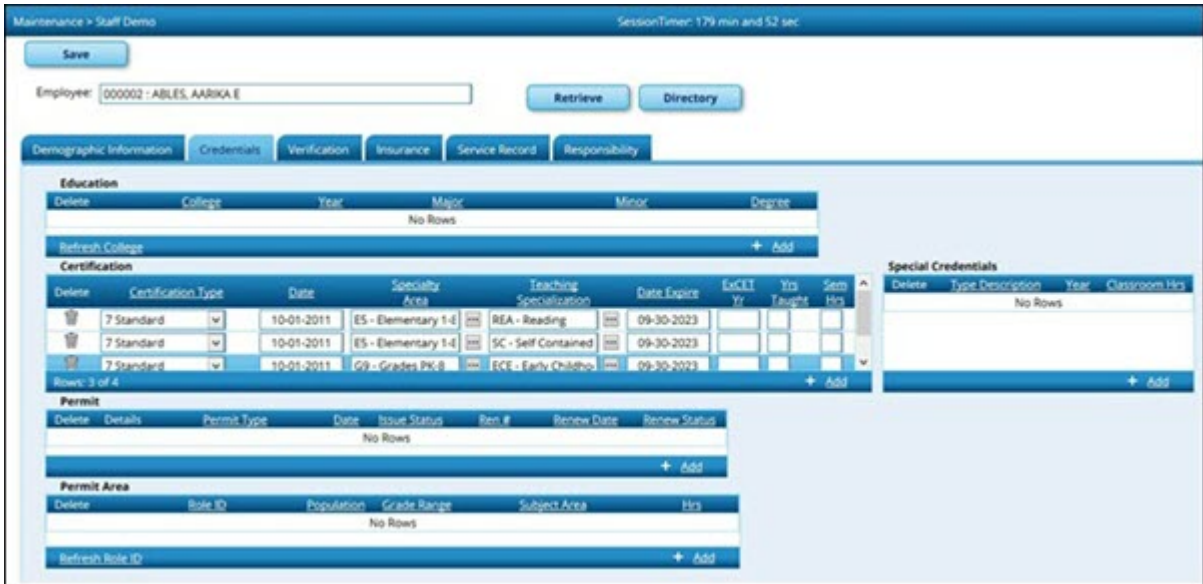 Maintenance > Staff Demo SessionTimer: 179 min and 52 sec
Save
Employee: 000002 : ABLES, AARIKA E Retrieve Directory
Demographic Information Credentials Verification Insurance Service Record Responsibility
Education
Delete College Year Major Minor Degree
No Rows
Refresh College + Add
Certification
Delete Certification Type Date Specialty Area Teaching Specialization Date Expire ExCET Yr Yrs Taught Sem Hrs
7 Standard 10-01-2011 ES - Elementary 1-8 REA - Reading 09-30-2023
7 Standard 10-01-2011 ES - Elementary 1-8 SC - Self Contained 09-30-2023
7 Standard 10-01-2011 G9 - Grades PK-8 ECE - Early Childho 09-30-2023
Rows: 3 of 4 + Add
Special Credentials
Delete Type Description Year Classroom Hrs
No Rows
+ Add
Permit
Delete Details Permit Type Date Issue Status Ren # Renew Date Renew Status
No Rows
+ Add
Permit Area
Delete Role ID Population Grade Range Subject Area Hrs
No Rows
Refresh Role ID + Add